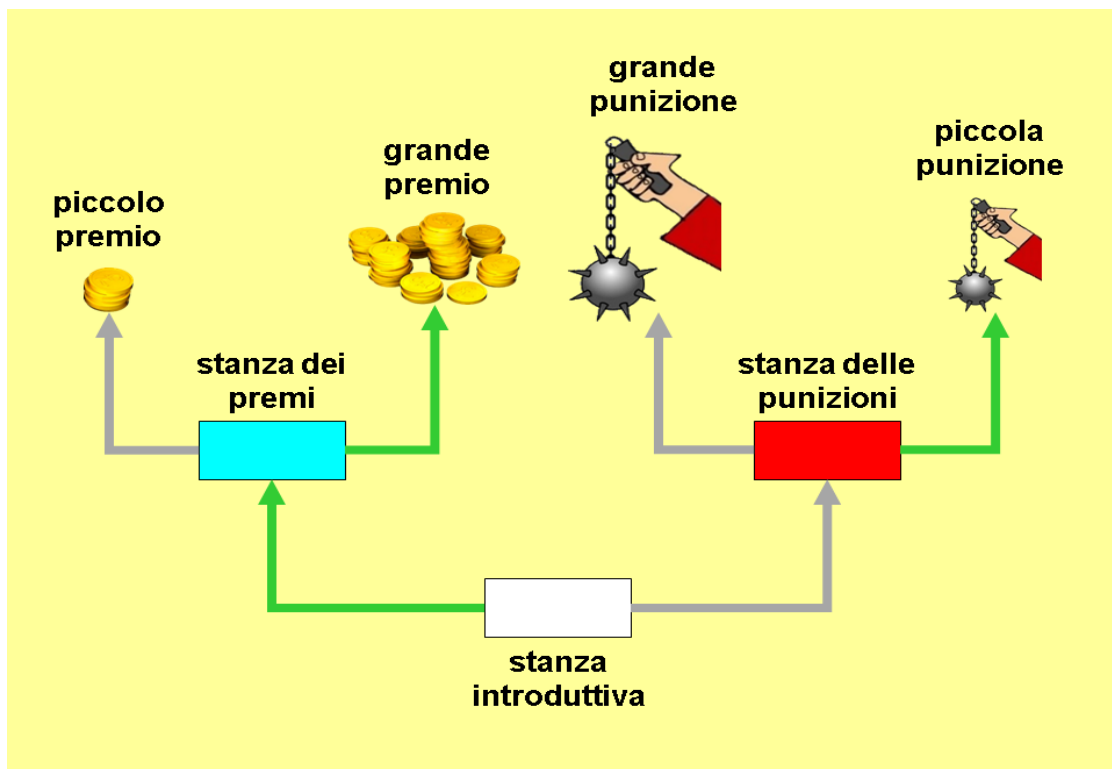 grande
punizione
piccola
punizione
grande
premio
piccolo
premio
stanza dei
premi
stanza delle
punizioni
stanza
introduttiva